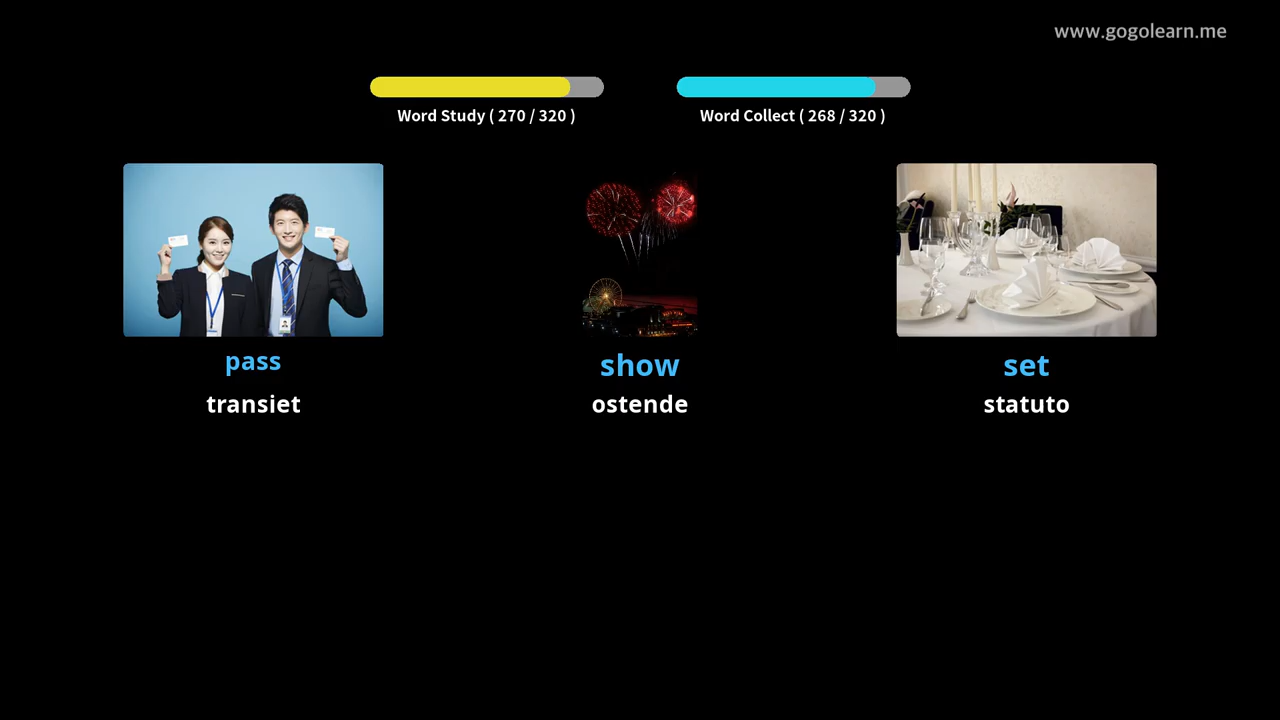 www.gogolearn.me
Word Study ( 270 / 320 )
Word Collect ( 268 / 320 )
pass
show
set
transiet
ostende
statuto